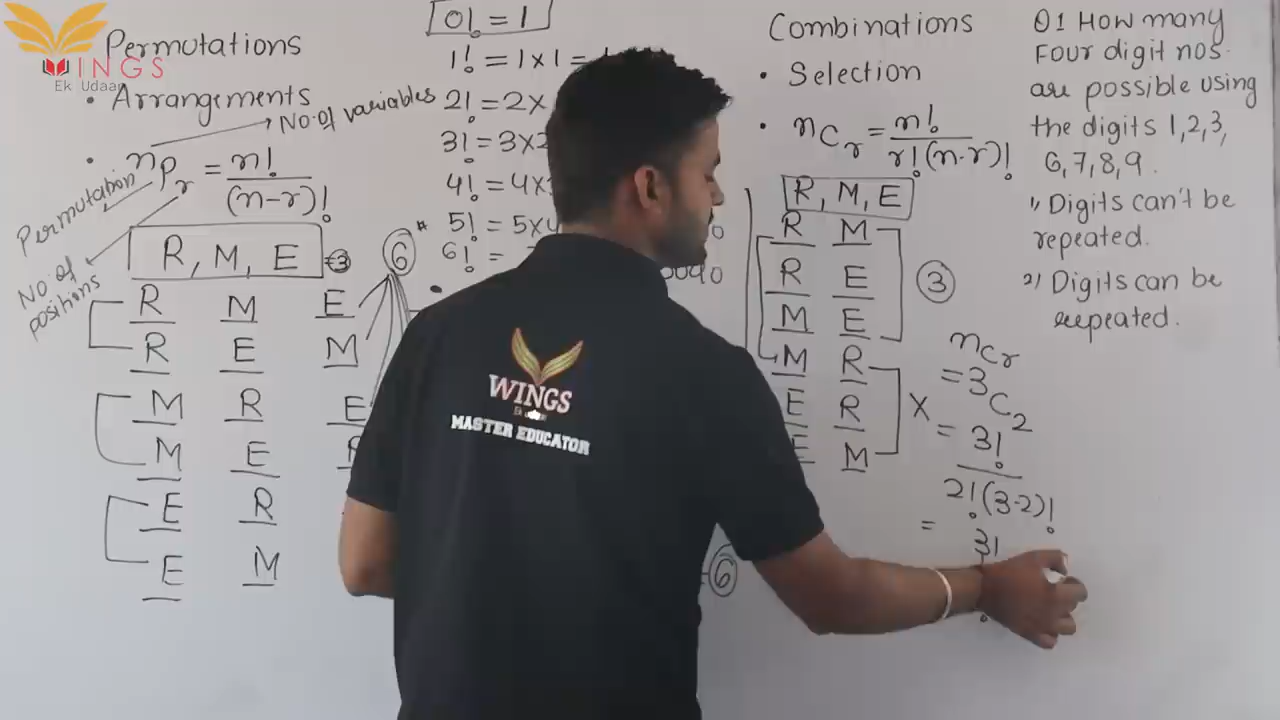 WINGS
Ek Udaan
Permutations
• Arrangements
No. of variables
• nPr = n!
(n-r)!
Permutation
No of
positions
R, M, E = 3
6
R M E
R E M
M R E
M E
E R
E M
0! = 1
1! = 1 x 1 =
2! = 2 x
3! = 3 x 2
4! = 4 x
5! = 5 x 4
6! =
6
Combinations
• Selection
• nCr = n!
r!(n-r)!
R, M, E
R M
R E
M E
3
M R
E R
E M
X
nCr
= 3C2
= 3!
2!(3-2)!
= 3!
Q1 How many
Four digit nos.
are possible using
the digits 1,2,3,
6,7,8,9.
1) Digits can't be
repeated.
2) Digits can be
repeated.
WINGS
MASTER EDUCATOR